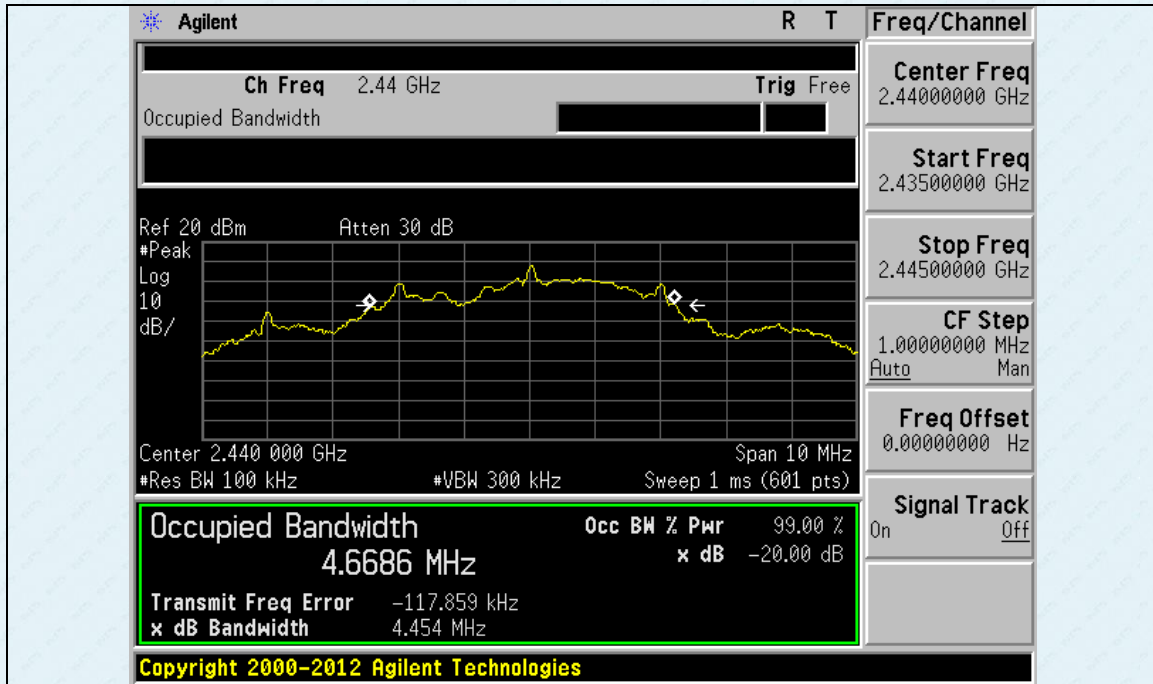 Agilent R T
Freq/Channel
Ch Freq 2.44 GHz Trig Free
Occupied Bandwidth
Center Freq
2.44000000 GHz
Start Freq
2.43500000 GHz
Stop Freq
2.44500000 GHz
CF Step
1.00000000 MHz
Auto Man
Freq Offset
0.00000000 Hz
Signal Track
On Off
Ref 20 dBm Atten 30 dB
#Peak
Log
10
dB/
Center 2.440 000 GHz Span 10 MHz
#Res BW 100 kHz #VBW 300 kHz Sweep 1 ms (601 pts)
Occupied Bandwidth Occ BW % Pwr 99.00 %
4.6686 MHz x dB -20.00 dB
Transmit Freq Error -117.859 kHz
x dB Bandwidth 4.454 MHz
Copyright 2000-2012 Agilent Technologies